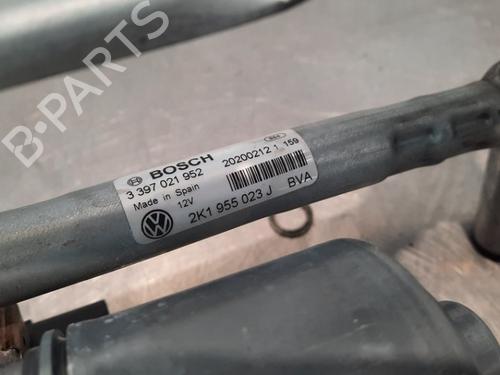 BOSCH
3 397 021 952
Made in Spain
12V
20200212 1 159
2K1 955 023 J BVA
B-PARTS